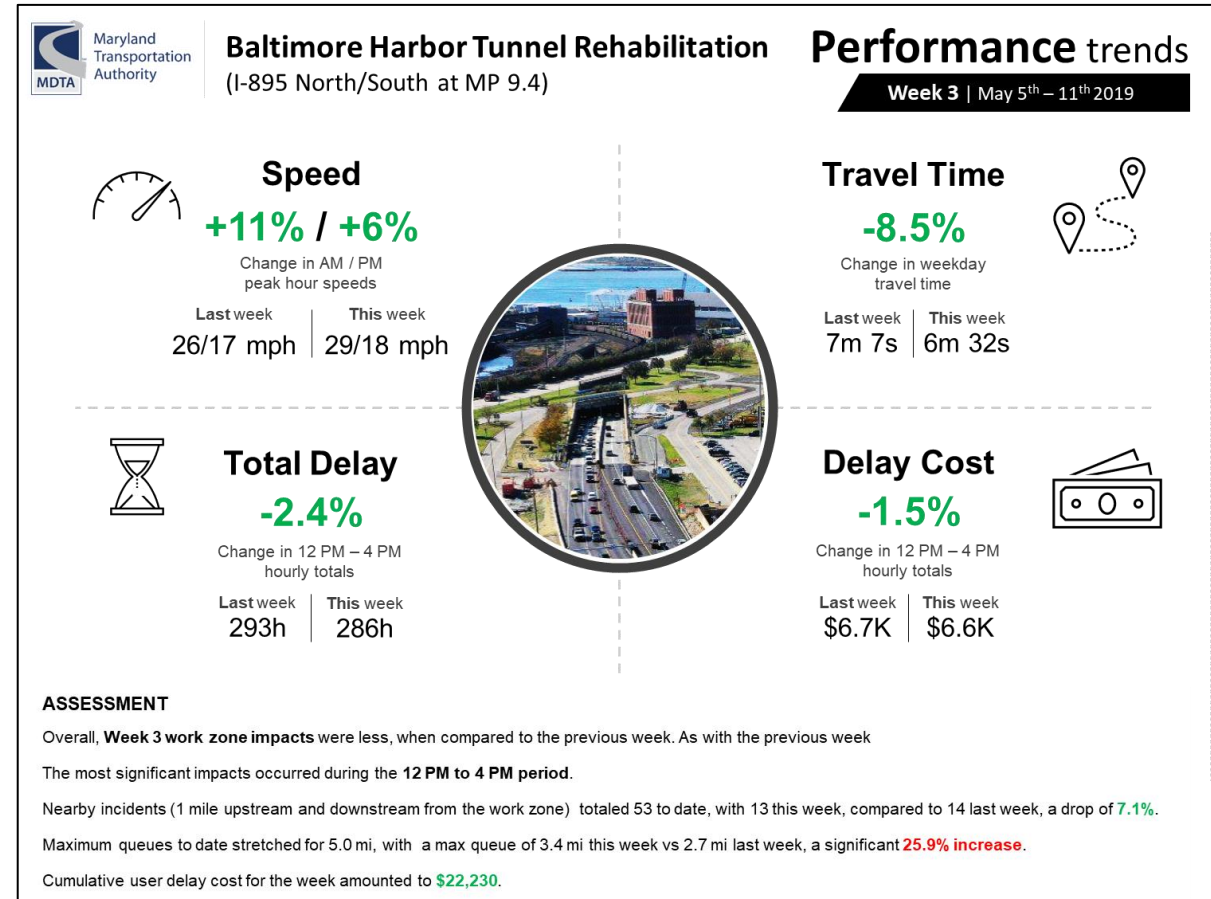 MDTA
Maryland
Transportation
Authority
Baltimore Harbor Tunnel Rehabilitation
(I-895 North/South at MP 9.4)
Performance trends
Week 3 | May 5th – 11th 2019
Speed
+11% / +6%
Change in AM / PM
peak hour speeds
Last week | This week
26/17 mph | 29/18 mph
Travel Time
-8.5%
Change in weekday
travel time
Last week | This week
7m 7s | 6m 32s
Total Delay
-2.4%
Change in 12 PM – 4 PM
hourly totals
Last week | This week
293h | 286h
Delay Cost
-1.5%
Change in 12 PM – 4 PM
hourly totals
Last week | This week
$6.7K | $6.6K
ASSESSMENT
Overall, Week 3 work zone impacts were less, when compared to the previous week. As with the previous week
The most significant impacts occurred during the 12 PM to 4 PM period.
Nearby incidents (1 mile upstream and downstream from the work zone) totaled 53 to date, with 13 this week, compared to 14 last week, a drop of 7.1%.
Maximum queues to date stretched for 5.0 mi, with a max queue of 3.4 mi this week vs 2.7 mi last week, a significant 25.9% increase.
Cumulative user delay cost for the week amounted to $22,230.